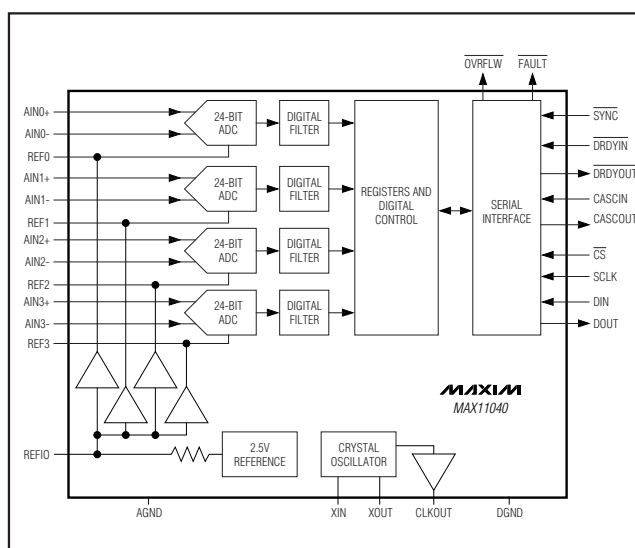 OVRFLW
FAULT
AIN0+
AIN0-
REF0
24-BIT
ADC
DIGITAL
FILTER
AIN1+
AIN1-
REF1
24-BIT
ADC
DIGITAL
FILTER
AIN2+
AIN2-
REF2
24-BIT
ADC
DIGITAL
FILTER
AIN3+
AIN3-
REF3
24-BIT
ADC
DIGITAL
FILTER
REGISTERS AND
DIGITAL
CONTROL
SERIAL
INTERFACE
SYNC
DRDYIN
DRDYOUT
CASCIN
CASCOUT
CS
SCLK
DIN
DOUT
MAXIM
MAX11040
REFIO
2.5V
REFERENCE
CRYSTAL
OSCILLATOR
AGND
XIN
XOUT
CLKOUT
DGND